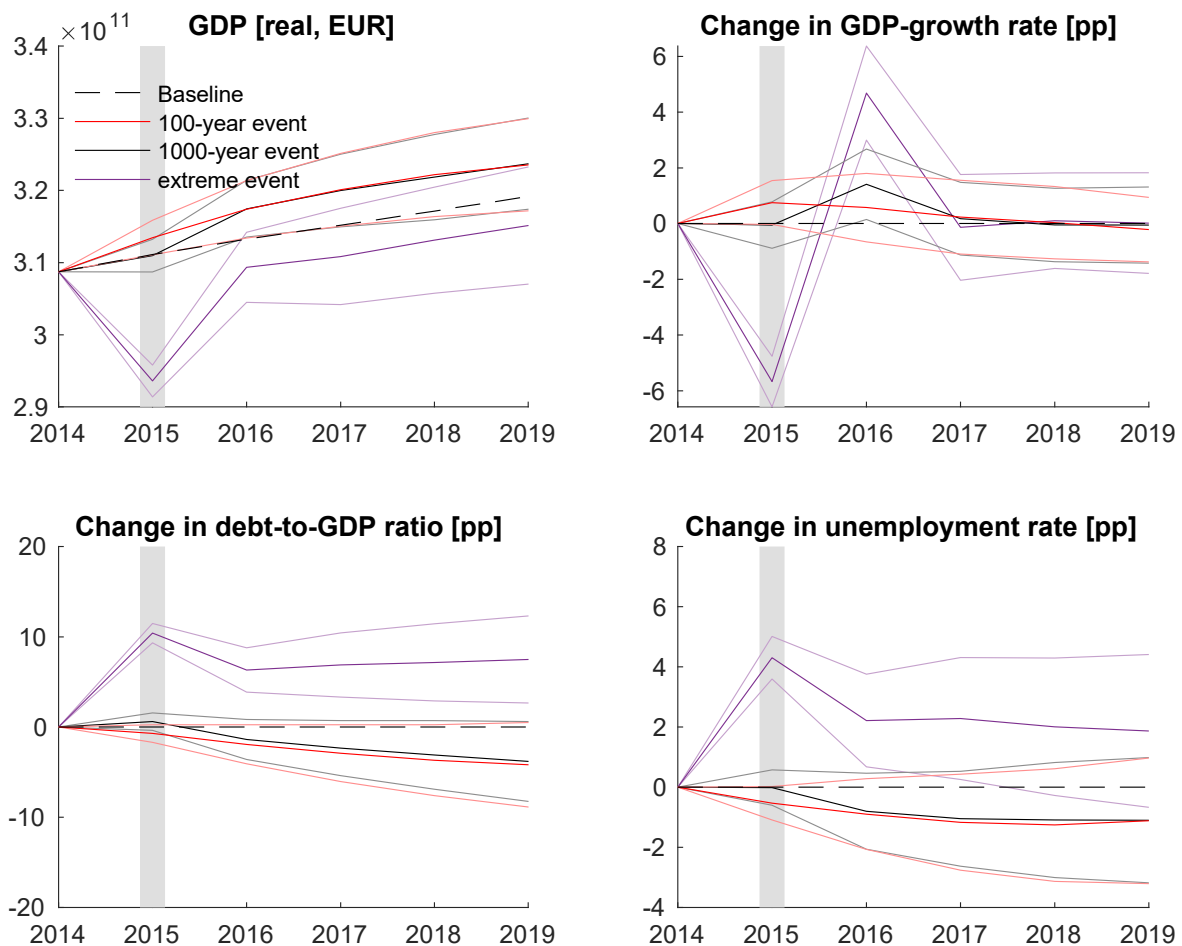 GDP [real, EUR]
×10 11
3.4
3.3
3.2
3.1
3
2.9
Baseline
100-year event
1000-year event
extreme event
2014 2015 2016 2017 2018 2019
Change in GDP-growth rate [pp]
6
4
2
0
-2
-4
-6
2014 2015 2016 2017 2018 2019
Change in debt-to-GDP ratio [pp]
20
10
0
-10
-20
2014 2015 2016 2017 2018 2019
Change in unemployment rate [pp]
8
6
4
2
0
-2
-4
2014 2015 2016 2017 2018 2019